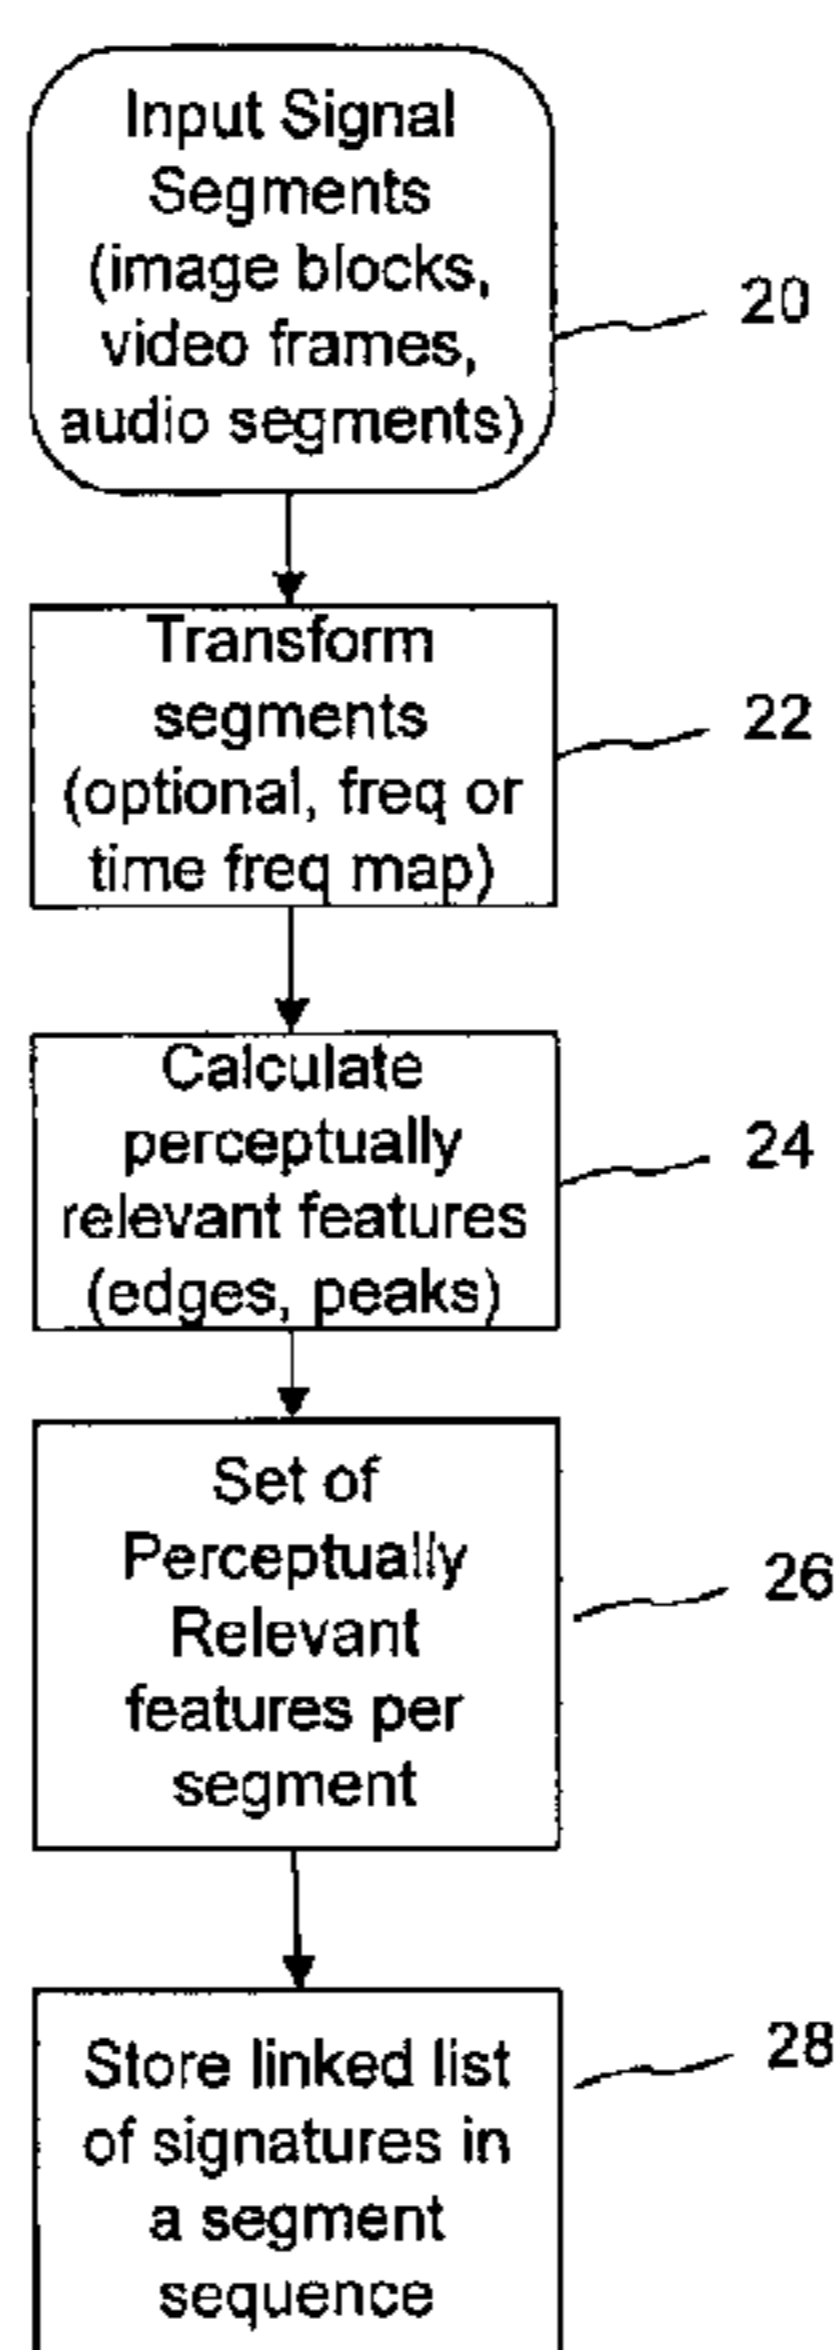 Input Signal
Segments
(image blocks,
video frames,
audio segments)
20
Transform
segments
(optional, freq or
time freq map)
22
Calculate
perceptually
relevant features
(edges, peaks)
24
Set of
Perceptually
Relevant
features per
segment
26
Store linked list
of signatures in
a segment
sequence
28